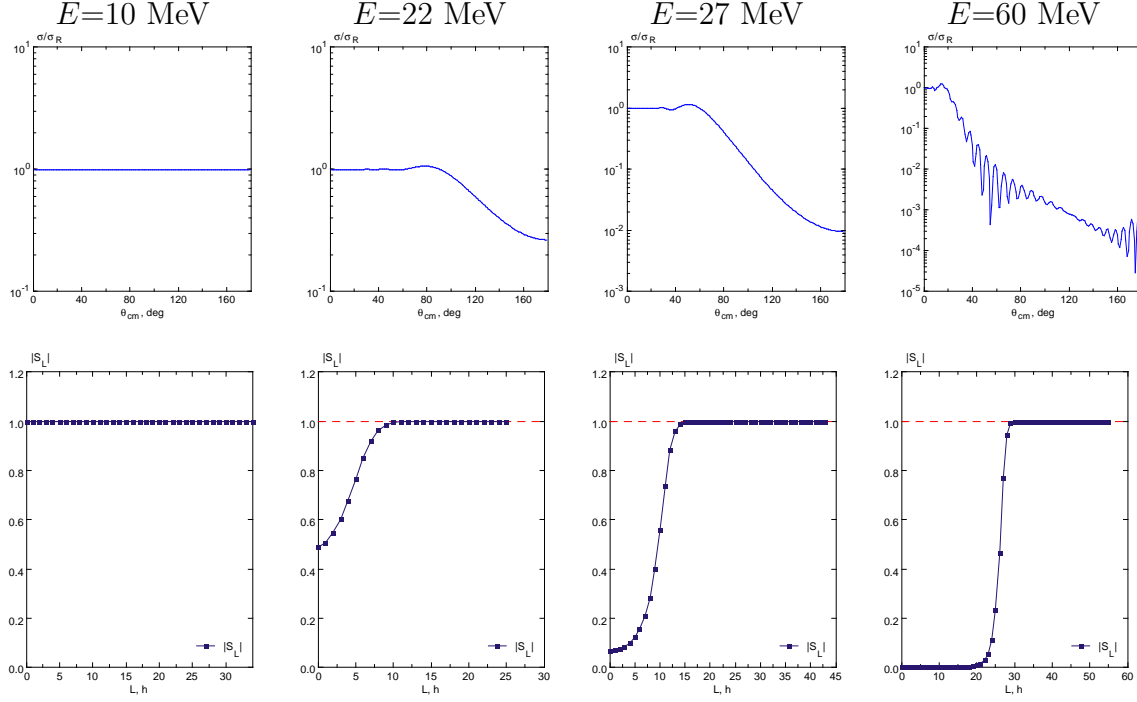 E=10 MeV E=22 MeV E=27 MeV E=60 MeV
σ/σR σ/σR σ/σR σ/σR
10^1 10^1 10^1 10^1
10^0 10^0 10^0 10^0
10^-1 10^-1 10^-1 10^-1
10^-2 10^-2
10^-3 10^-3
10^-4
10^-5
0 40 80 120 160 0 40 80 120 160 0 40 80 120 160 0 40 80 120 160
θcm, deg θcm, deg θcm, deg θcm, deg
|SL| |SL| |SL| |SL|
1.2 1.2 1.2 1.2
1.0 1.0 1.0 1.0
0.8 0.8 0.8 0.8
0.6 0.6 0.6 0.6
0.4 0.4 0.4 0.4
0.2 0.2 0.2 0.2
|SL| |SL| |SL| |SL|
0.0 0.0 0.0 0.0
0 5 10 15 20 25 30 0 5 10 15 20 25 30 0 5 10 15 20 25 30 35 40 45 0 10 20 30 40 50 60
L, h L, h L, h L, h